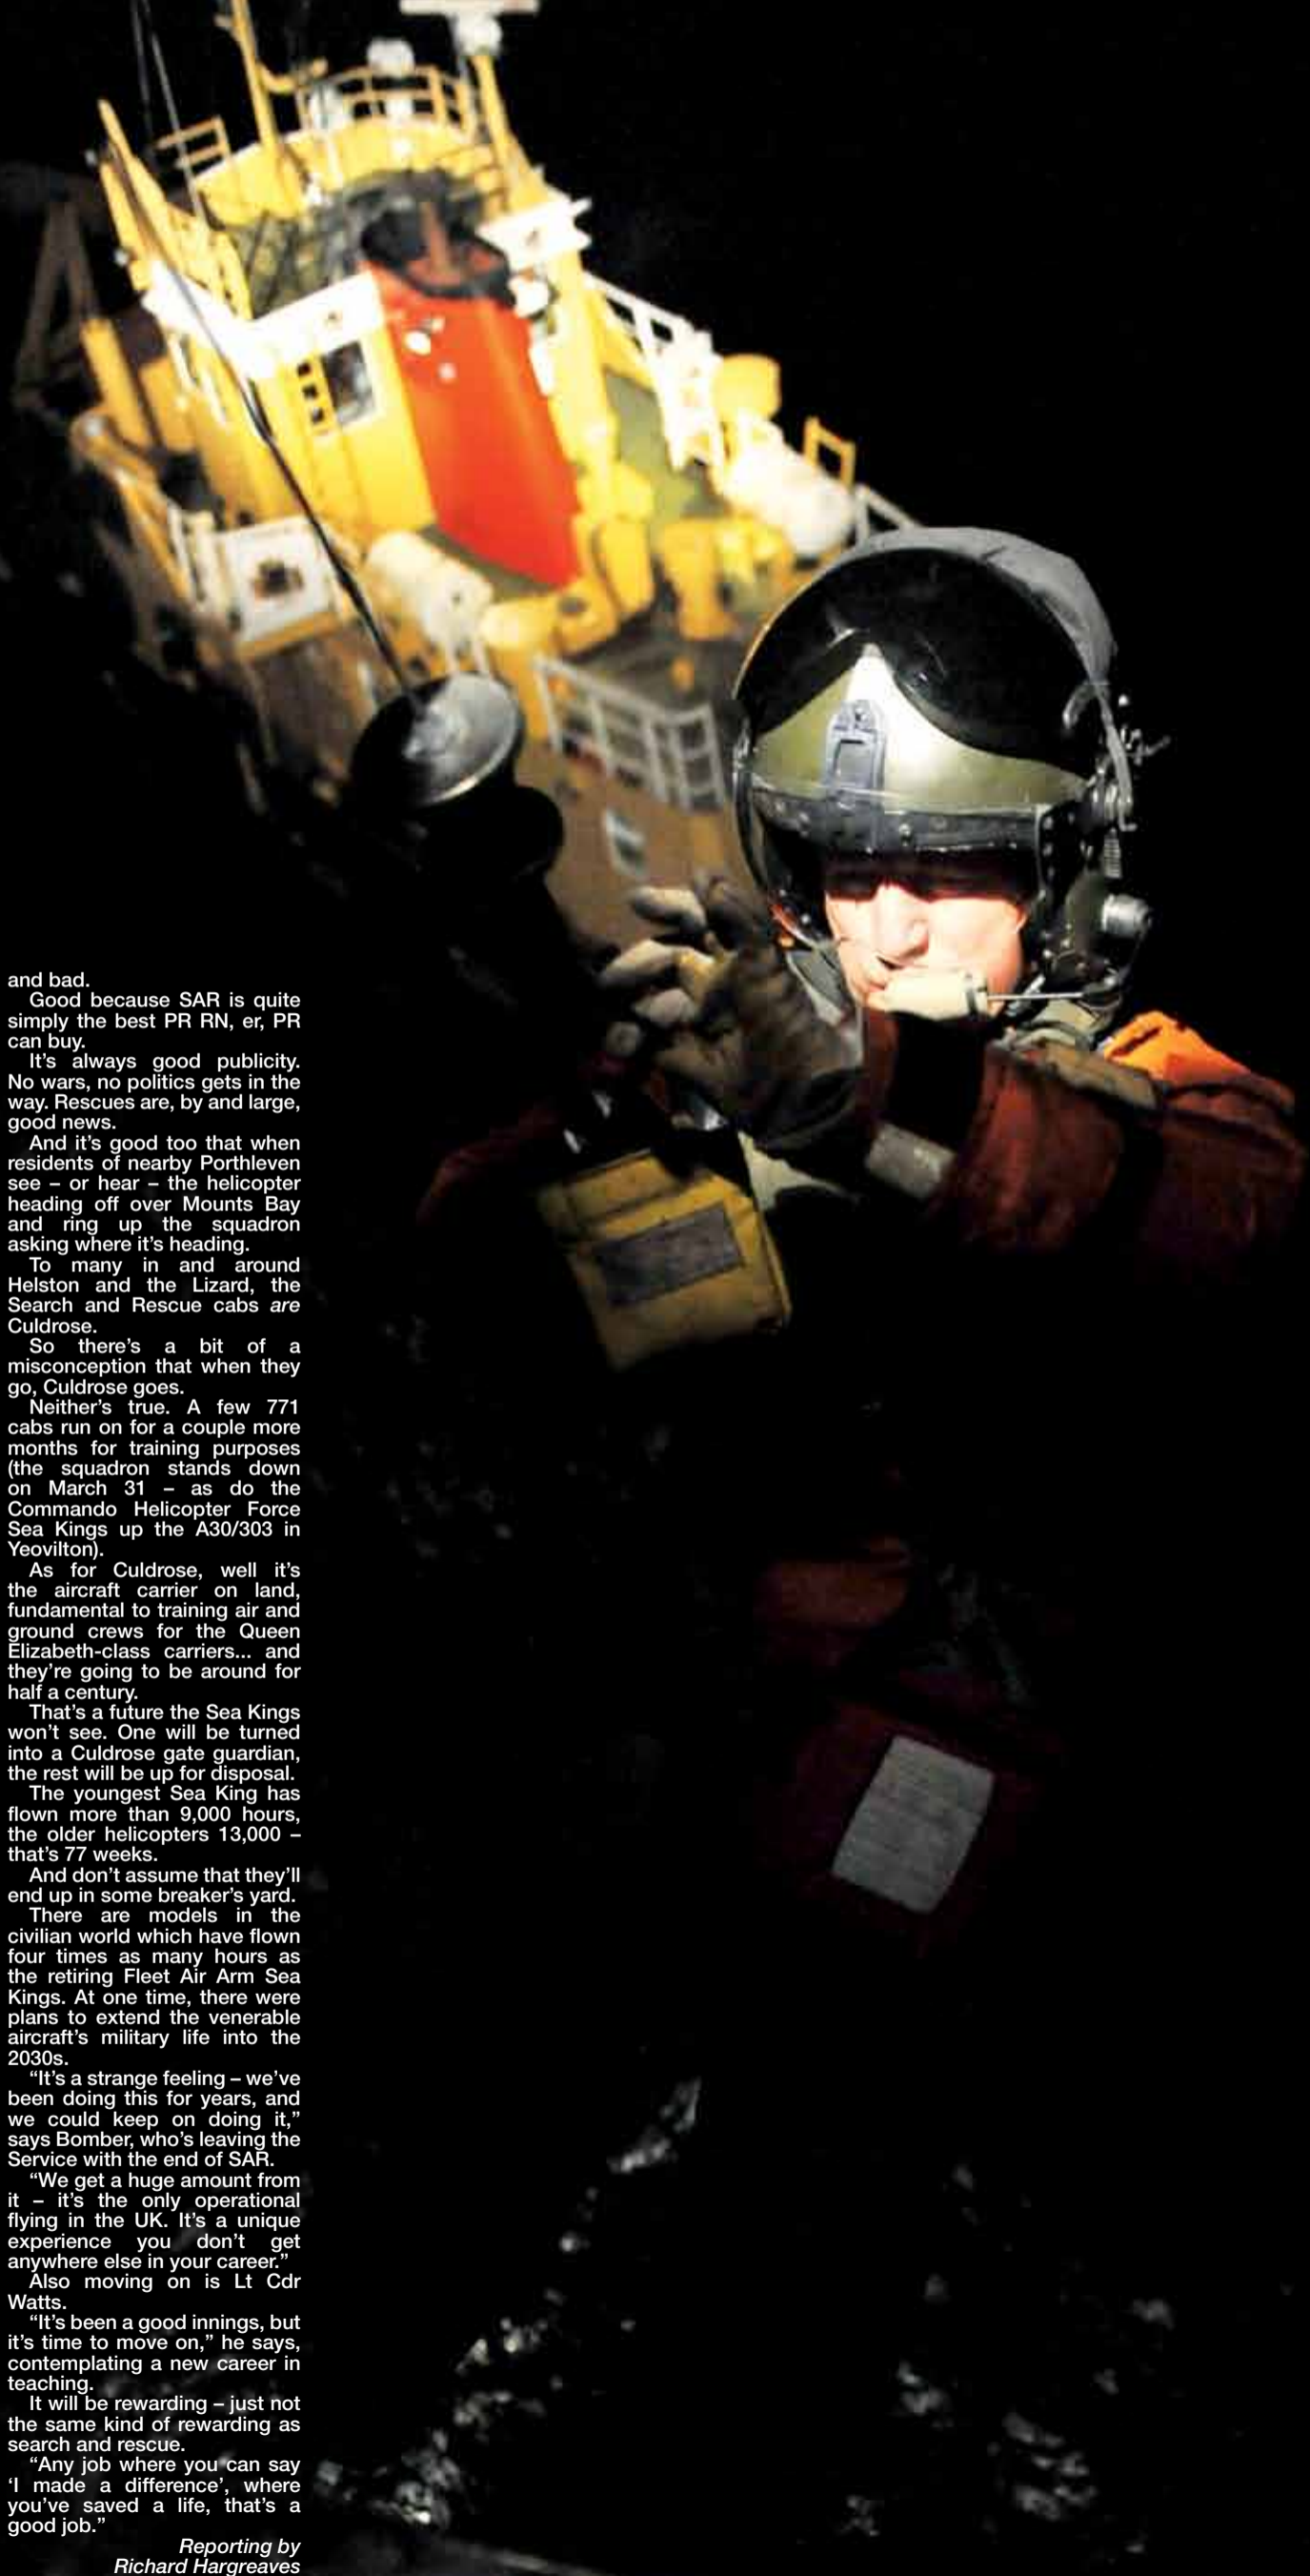 and bad.
Good because SAR is quite
simply the best PR RN, er, PR
can buy.
It's always good publicity.
No wars, no politics gets in the
way. Rescues are, by and large,
good news.
And it's good too that when
residents of nearby Porthleven
see – or hear – the helicopter
heading off over Mounts Bay
and ring up the squadron
asking where it's heading.
To many in and around
Helston and the Lizard, the
Search and Rescue cabs are
Culdrose.
So there's a bit of a
misconception that when they
go, Culdrose goes.
Neither's true. A few 771
cabs run on for a couple more
months for training purposes
(the squadron stands down
on March 31 – as do the
Commando Helicopter Force
Sea Kings up the A30/303 in
Yeovilton).
As for Culdrose, well it's
the aircraft carrier on land,
fundamental to training air and
ground crews for the Queen
Elizabeth-class carriers... and
they're going to be around for
half a century.
That's a future the Sea Kings
won't see. One will be turned
into a Culdrose gate guardian,
the rest will be up for disposal.
The youngest Sea King has
flown more than 9,000 hours,
the older helicopters 13,000 –
that's 77 weeks.
And don't assume that they'll
end up in some breaker's yard.
There are models in the
civilian world which have flown
four times as many hours as
the retiring Fleet Air Arm Sea
Kings. At one time, there were
plans to extend the venerable
aircraft's military life into the
2030s.
“It's a strange feeling – we've
been doing this for years, and
we could keep on doing it,”
says Bomber, who's leaving the
Service with the end of SAR.
“We get a huge amount from
it – it's the only operational
flying in the UK. It's a unique
experience you don't get
anywhere else in your career.”
Also moving on is Lt Cdr
Watts.
“It's been a good innings, but
it's time to move on,” he says,
contemplating a new career in
teaching.
It will be rewarding – just not
the same kind of rewarding as
search and rescue.
“Any job where you can say
‘I made a difference’, where
you've saved a life, that's a
good job.”
Reporting by
Richard Hargreaves